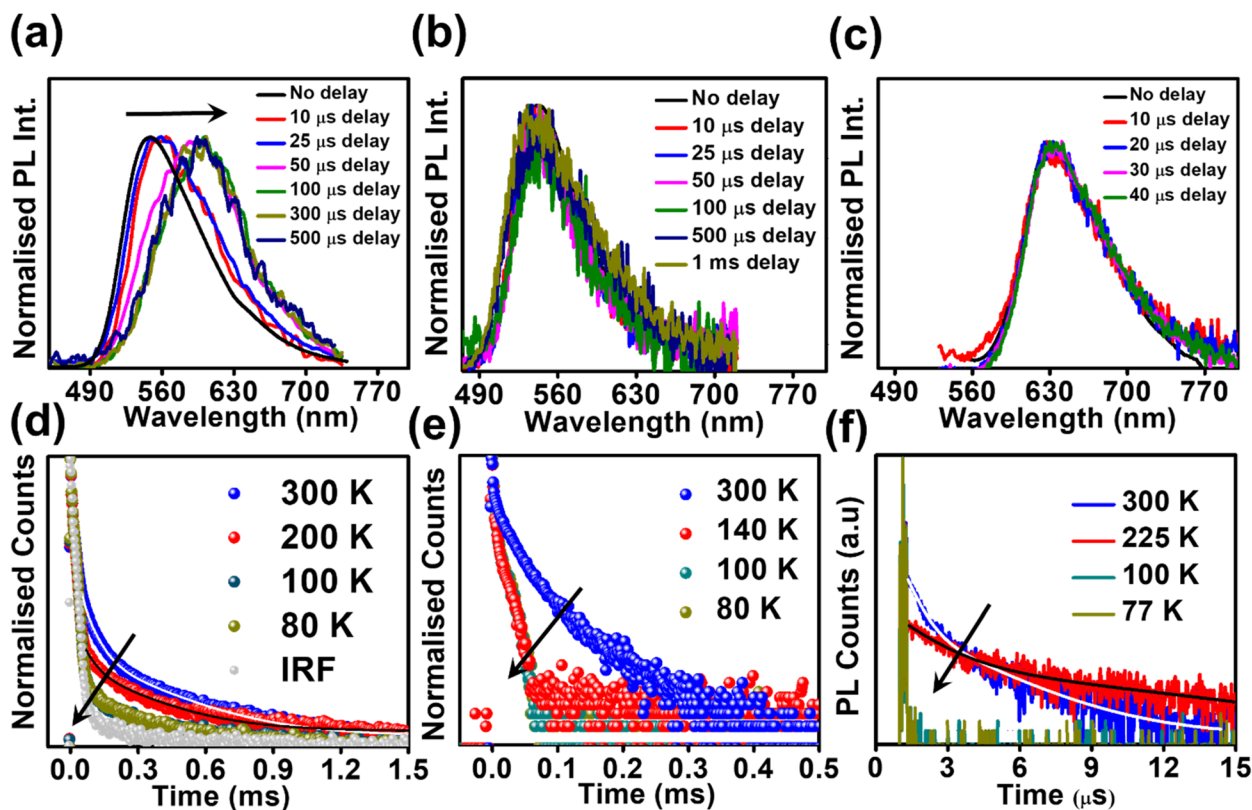 (a)
Normalised PL Int.
No delay
10 μs delay
25 μs delay
50 μs delay
100 μs delay
300 μs delay
500 μs delay
490 560 630 700 770
Wavelength (nm)
(b)
Normalised PL Int.
No delay
10 μs delay
25 μs delay
50 μs delay
100 μs delay
500 μs delay
1 ms delay
490 560 630 700 770
Wavelength (nm)
(c)
Normalised PL Int.
No delay
10 μs delay
20 μs delay
30 μs delay
40 μs delay
490 560 630 700 770
Wavelength (nm)
(d)
Normalised Counts
300 K
200 K
100 K
80 K
IRF
0.0 0.3 0.6 0.9 1.2 1.5
Time (ms)
(e)
Normalised Counts
300 K
140 K
100 K
80 K
0.0 0.1 0.2 0.3 0.4 0.5
Time (ms)
(f)
PL Counts (a.u)
300 K
225 K
100 K
77 K
0 3 6 9 12 15
Time (μs)